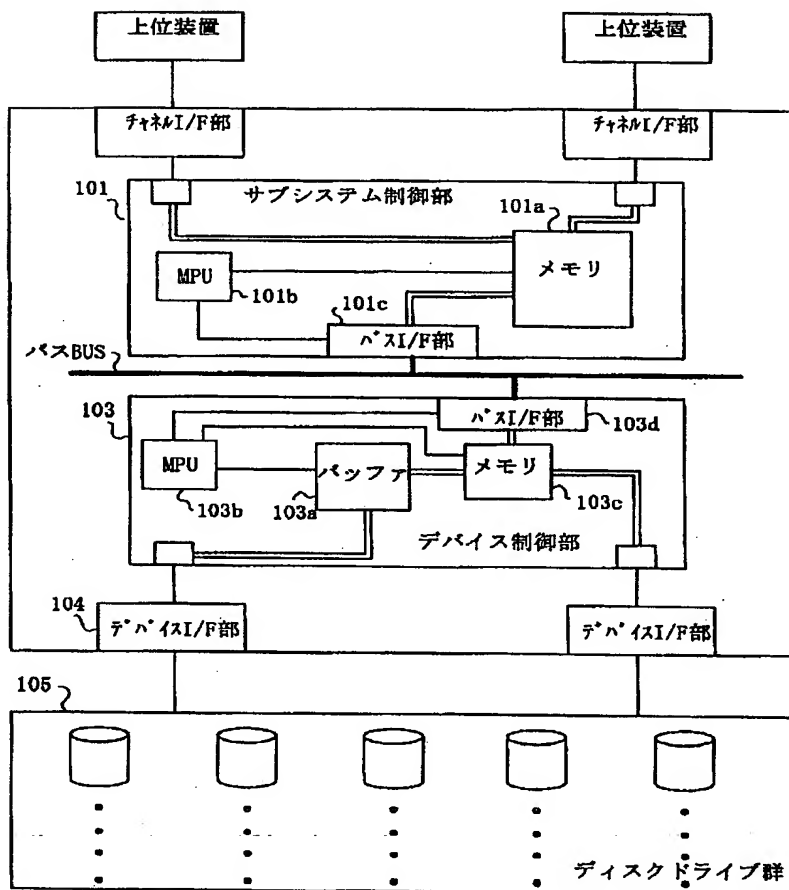 上位装置
上位装置
チャネルI/F部
チャネルI/F部
101
サブシステム制御部
101a
メモリ
MPU
101b
101c
バスI/F部
バスBUS
103
バスI/F部
103d
MPU
バッファ
メモリ
103b
103a
103c
デバイス制御部
104
デバイスI/F部
デバイスI/F部
105
ディスクドライブ群